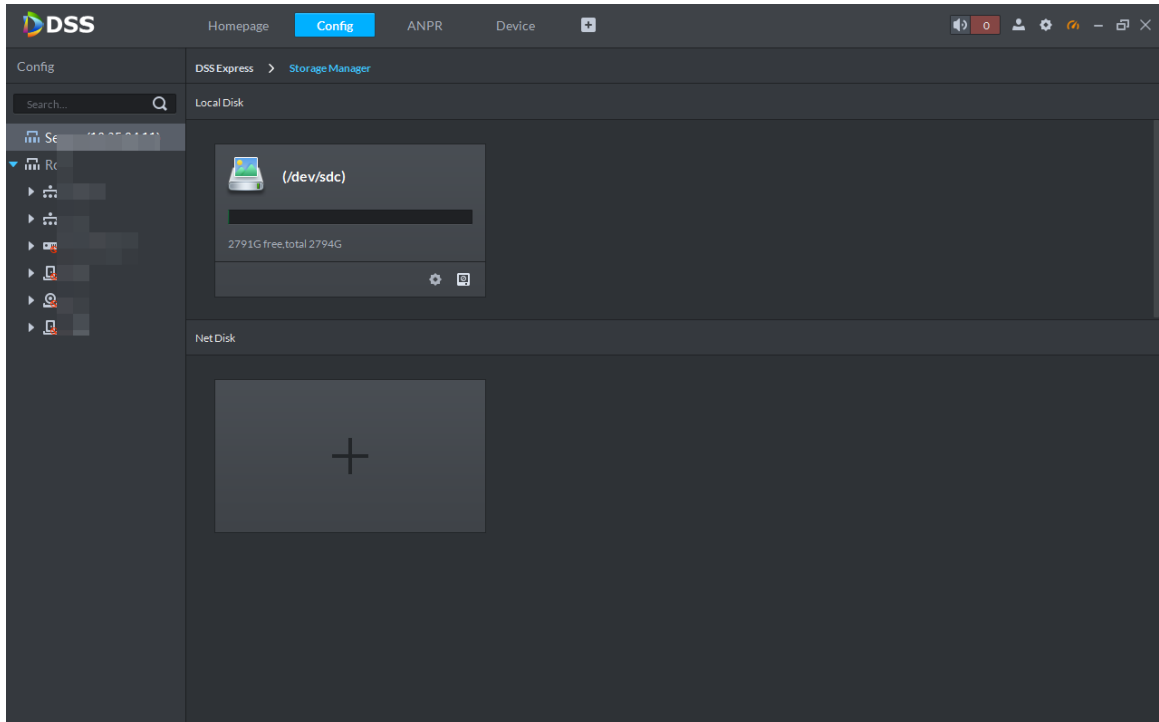 DSS
Homepage
Config
ANPR
Device
0
Config
DSS Express > Storage Manager
Search...
Local Disk
(/dev/sdc)
2791G free,total 2794G
Net Disk